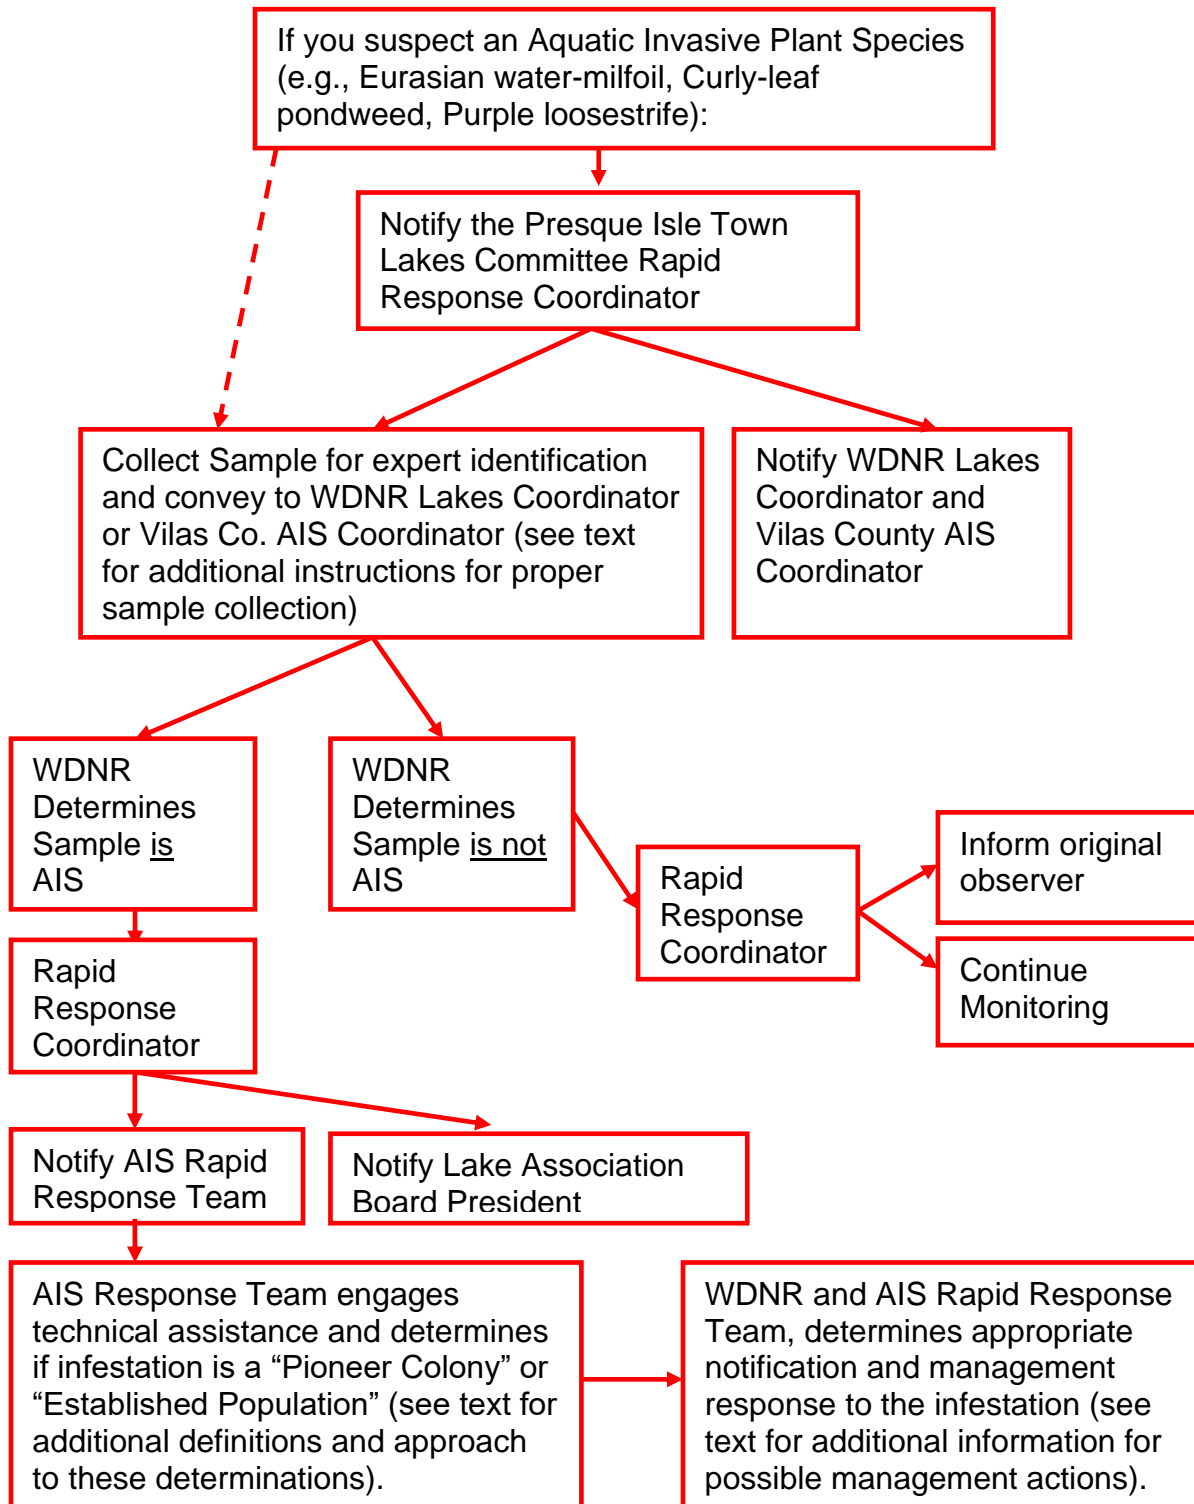 If you suspect an Aquatic Invasive Plant Species
(e.g., Eurasian water-milfoil, Curly-leaf
pondweed, Purple loosestrife):
Notify the Presque Isle Town
Lakes Committee Rapid
Response Coordinator
Collect Sample for expert identification
and convey to WDNR Lakes Coordinator
or Vilas Co. AIS Coordinator (see text
for additional instructions for proper
sample collection)
Notify WDNR Lakes
Coordinator and
Vilas County AIS
Coordinator
WDNR
Determines
Sample is
AIS
WDNR
Determines
Sample is not
AIS
Rapid
Response
Coordinator
Inform original
observer
Continue
Monitoring
Rapid
Response
Coordinator
Notify AIS Rapid
Response Team
Notify Lake Association
Board President
AIS Response Team engages
technical assistance and determines
if infestation is a “Pioneer Colony” or
“Established Population” (see text for
additional definitions and approach
to these determinations).
WDNR and AIS Rapid Response
Team, determines appropriate
notification and management
response to the infestation (see
text for additional information for
possible management actions).